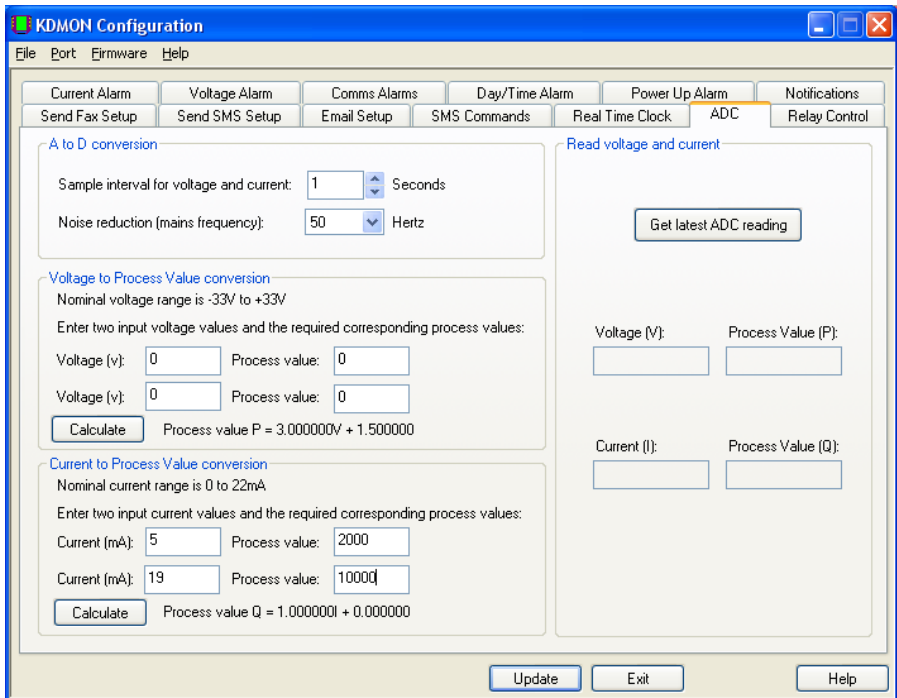 KDMON Configuration
File Port Firmware Help
Current Alarm Voltage Alarm Comms Alarms Day/Time Alarm Power Up Alarm Notifications
Send Fax Setup Send SMS Setup Email Setup SMS Commands Real Time Clock ADC Relay Control
A to D conversion
Sample interval for voltage and current: 1 Seconds
Noise reduction (mains frequency): 50 Hertz
Voltage to Process Value conversion
Nominal voltage range is -33V to +33V
Enter two input voltage values and the required corresponding process values:
Voltage (v): 0 Process value: 0
Voltage (v): 0 Process value: 0
Calculate Process value P = 3.000000V + 1.500000
Current to Process Value conversion
Nominal current range is 0 to 22mA
Enter two input current values and the required corresponding process values:
Current (mA): 5 Process value: 2000
Current (mA): 19 Process value: 10000
Calculate Process value Q = 1.000000I + 0.000000
Read voltage and current
Get latest ADC reading
Voltage (V): Process Value (P):
Current (I): Process Value (Q):
Update Exit Help